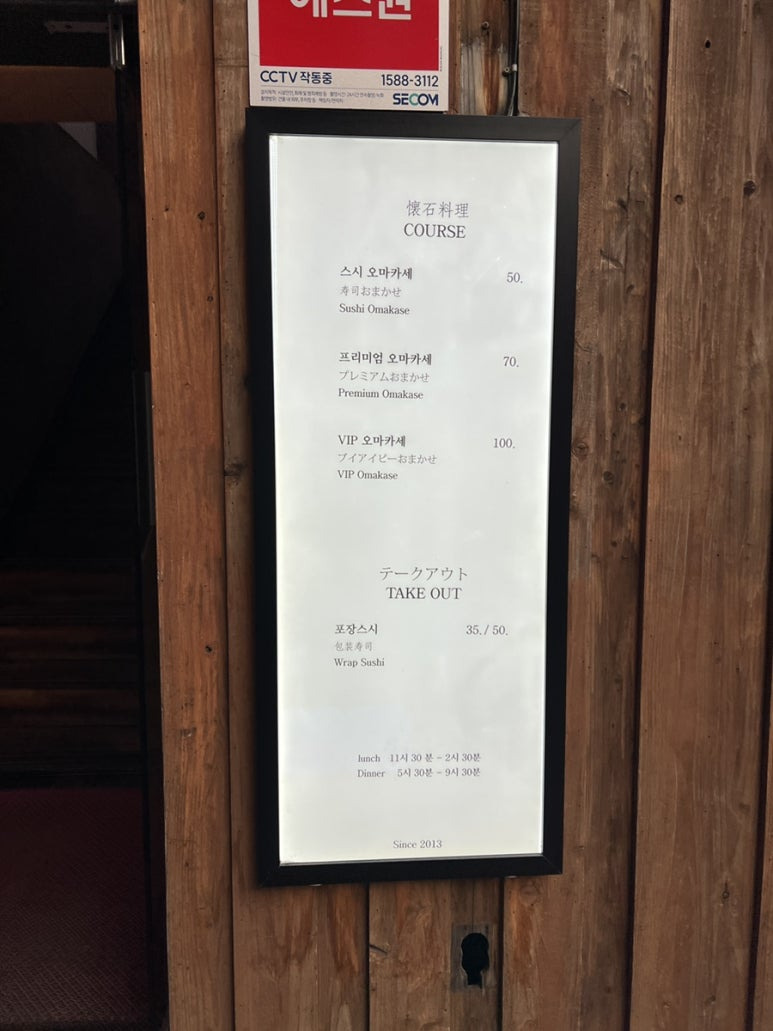 에스원
CCTV 작동중 1588-3112
SECOM
懐石料理
COURSE
스시 오마카세 50.
寿司おまかせ
Sushi Omakase
프리미엄 오마카세 70.
プレミアムおまかせ
Premium Omakase
VIP 오마카세 100.
ブイアイピーおまかせ
VIP Omakase
テークアウト
TAKE OUT
포장스시 35. / 50.
包装寿司
Wrap Sushi
lunch 11시 30 분 – 2시 30분
Dinner 5시 30분 – 9시 30분
Since 2013